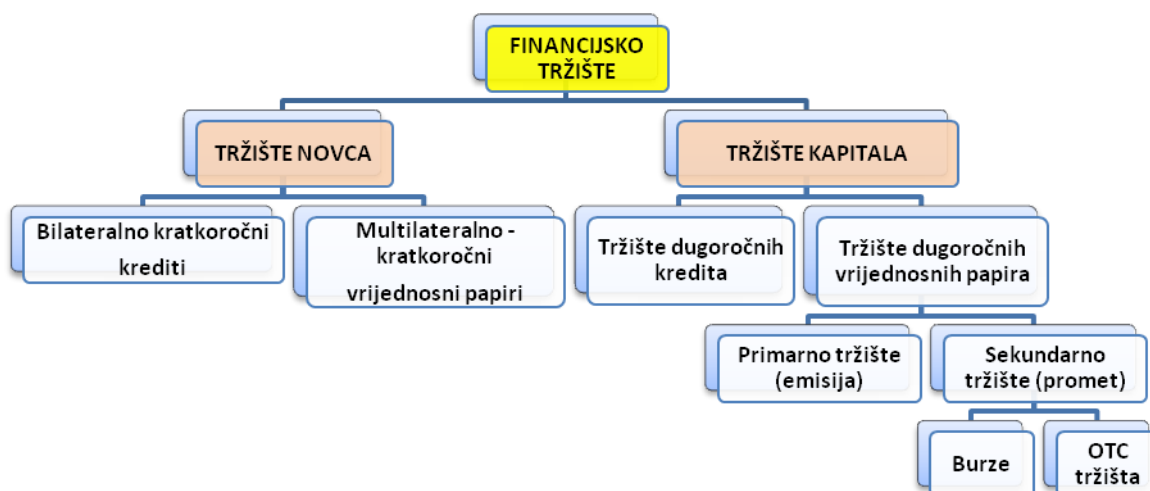 FINANCIJSKO
TRŽIŠTE
TRŽIŠTE NOVCA
TRŽIŠTE KAPITALA
Bilateralno kratkoročni
krediti
Multilateralno -
kratkoročni
vrijednosni papiri
Tržište dugoročnih
kredita
Tržište dugoročnih
vrijednosnih papira
Primarno tržište
(emisija)
Sekundarno
tržište (promet)
Burze
OTC
tržišta